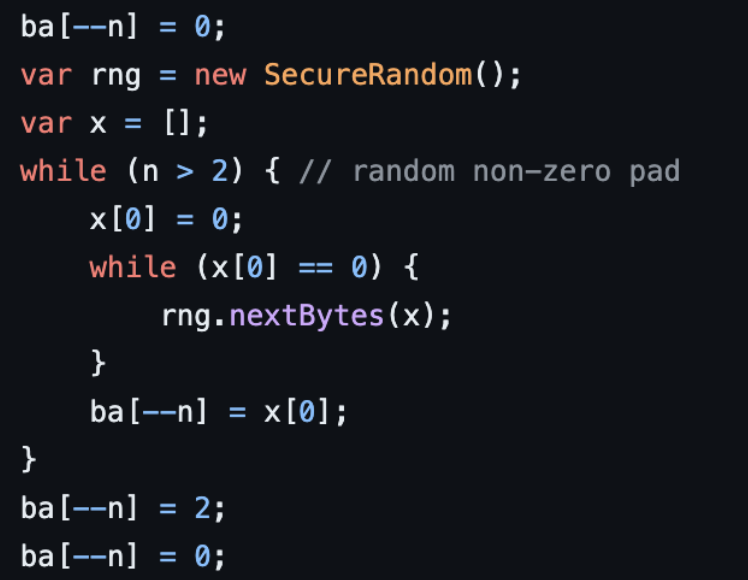 ba[--n] = 0;
var rng = new SecureRandom();
var x = [];
while (n > 2) { // random non-zero pad
    x[0] = 0;
    while (x[0] == 0) {
        rng.nextBytes(x);
    }
    ba[--n] = x[0];
}
ba[--n] = 2;
ba[--n] = 0;